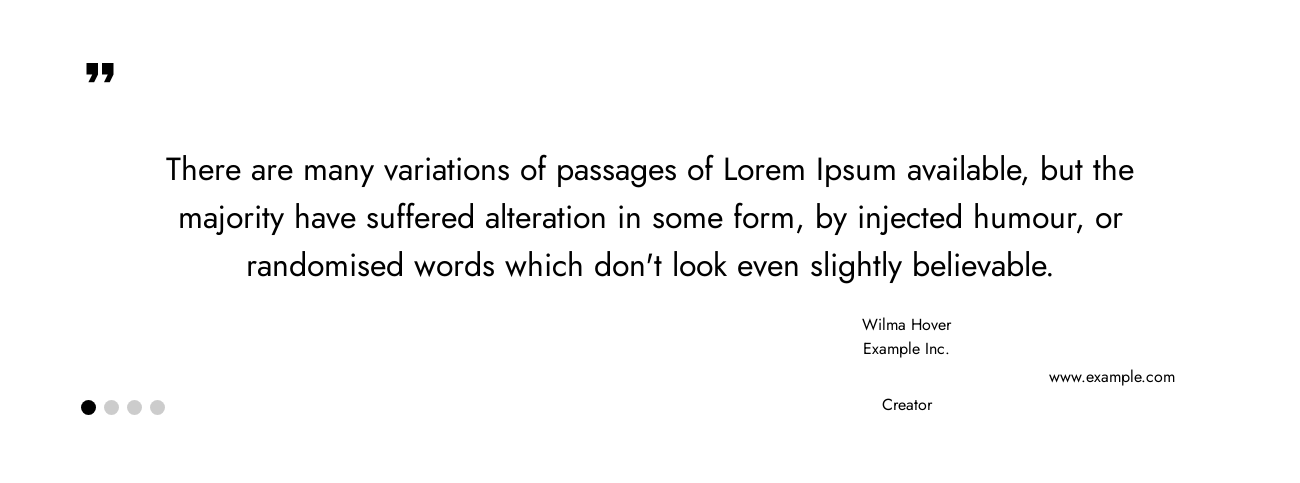 ”
There are many variations of passages of Lorem Ipsum available, but the
majority have suffered alteration in some form, by injected humour, or
randomised words which don't look even slightly believable.
Wilma Hover
Example Inc.
www.example.com
Creator